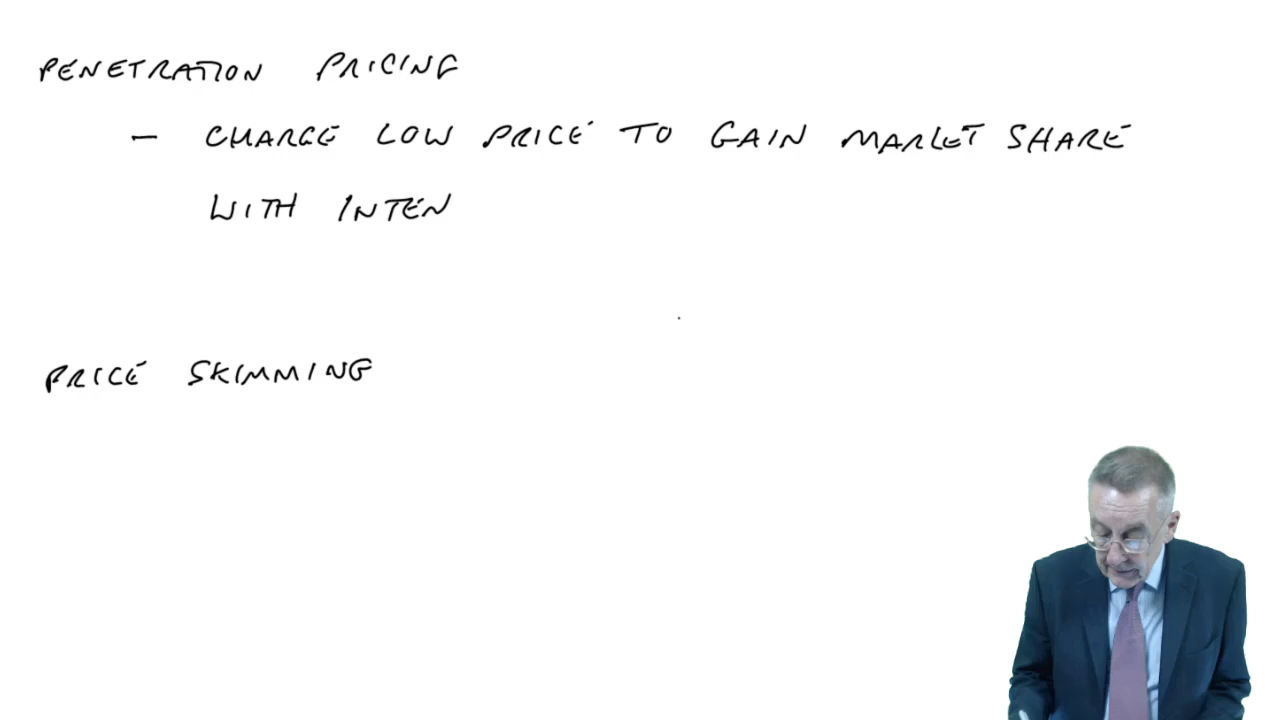 PENETRATION PRICING
- CHARGE LOW PRICE TO GAIN MARKET SHARE
WITH INTEN
PRICE SKIMMING